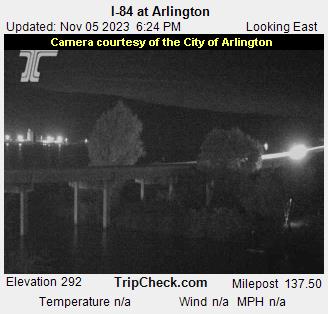 I-84 at Arlington
Updated: Nov 05 2023 6:24 PM Looking East
Camera courtesy of the City of Arlington
Elevation 292 TripCheck.com Milepost 137.50
Temperature n/a Wind n/a MPH n/a